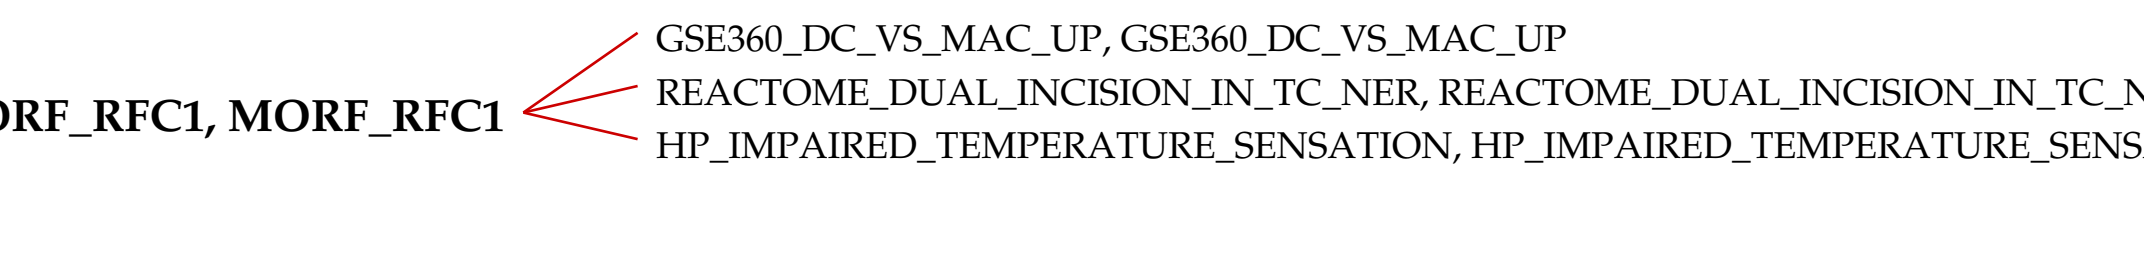 GSE360_DC_VS_MAC_UP, GSE360_DC_VS_MAC_UP
REACTOME_DUAL_INCISION_IN_TC_NER, REACTOME_DUAL_INCISION_IN_TC_N
ORF_RFC1, MORF_RFC1
HP_IMPAIRED_TEMPERATURE_SENSATION, HP_IMPAIRED_TEMPERATURE_SENS